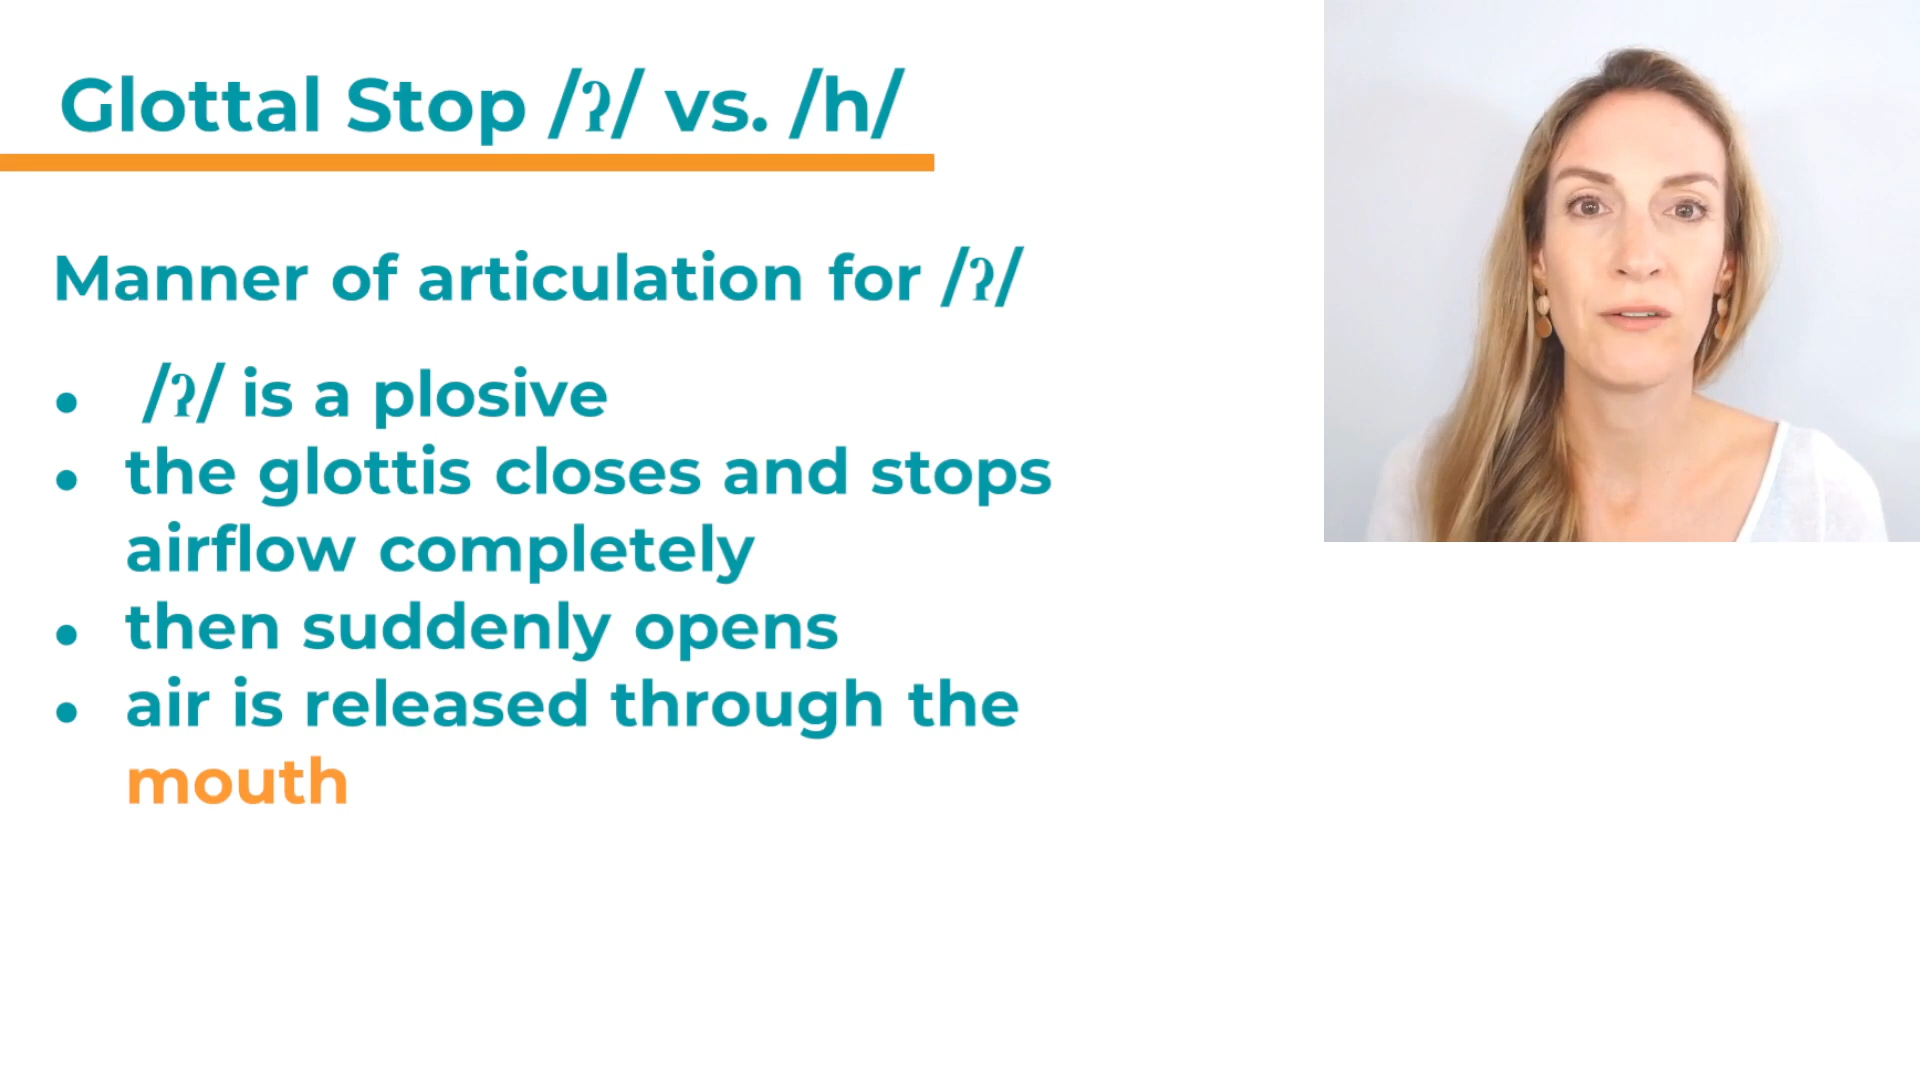 Glottal Stop /ʔ/ vs. /h/
Manner of articulation for /ʔ/
• /ʔ/ is a plosive
• the glottis closes and stops
airflow completely
• then suddenly opens
• air is released through the
mouth